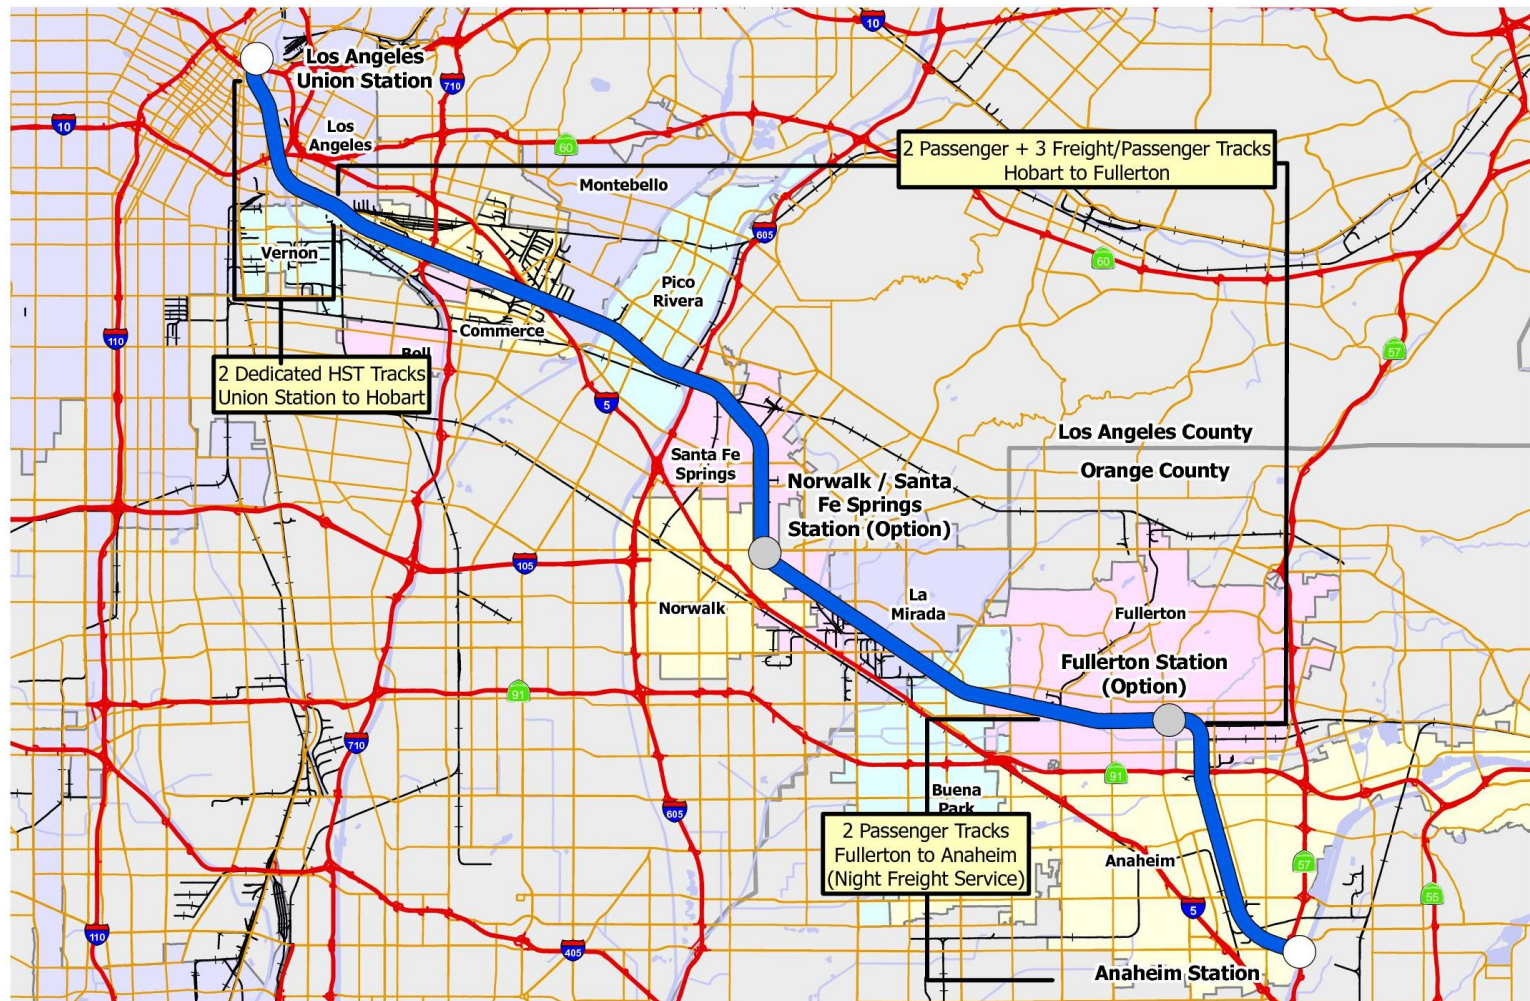 10
Los Angeles
Union Station
710
10
Los
Angeles
60
2 Passenger + 3 Freight/Passenger Tracks
Hobart to Fullerton
Montebello
605
Vernon
60
Pico
Rivera
Commerce
110
57
Bell
2 Dedicated HST Tracks
Union Station to Hobart
5
Los Angeles County
Santa Fe
Springs
Orange County
Norwalk / Santa
Fe Springs
Station (Option)
105
Norwalk
La
Mirada
Fullerton
Fullerton Station
(Option)
91
710
91
Buena
Park
605
2 Passenger Tracks
Fullerton to Anaheim
(Night Freight Service)
Anaheim
57
55
5
110
405
Anaheim Station